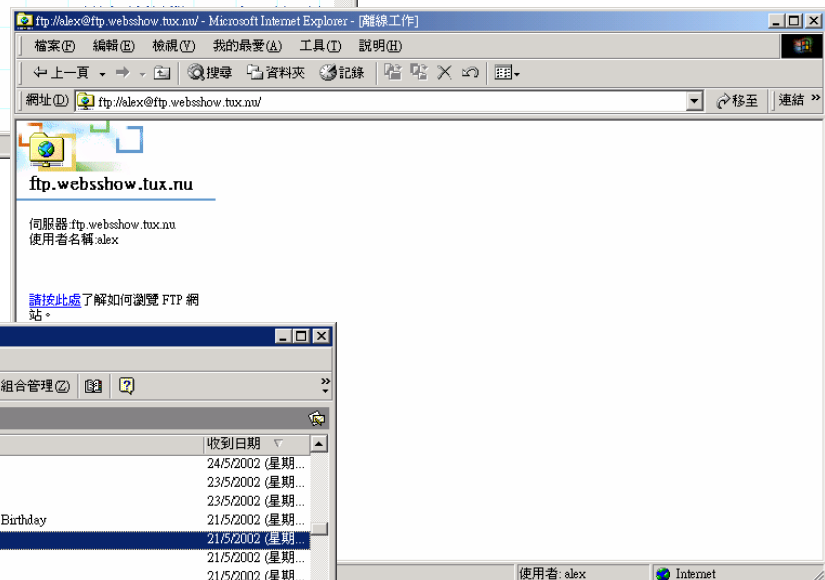 ftp://alex@ftp.websshow.tux.nu/ - Microsoft Internet Explorer - [離線工作]
檔案(F) 編輯(E) 檢視(V) 我的最愛(A) 工具(T) 說明(H)
上一頁 搜尋 資料夾 記錄
網址(D) ftp://alex@ftp.websshow.tux.nu/ 移至 連結 »
ftp.websshow.tux.nu
伺服器:ftp.websshow.tux.nu
使用者名稱:alex
請按此處了解如何瀏覽 FTP 網
站。
組合管理(Z) »
收到日期
24/5/2002 (星期...
23/5/2002 (星期...
23/5/2002 (星期...
Birthday 21/5/2002 (星期...
21/5/2002 (星期...
21/5/2002 (星期...
21/5/2002 (星期...
使用者: alex Internet